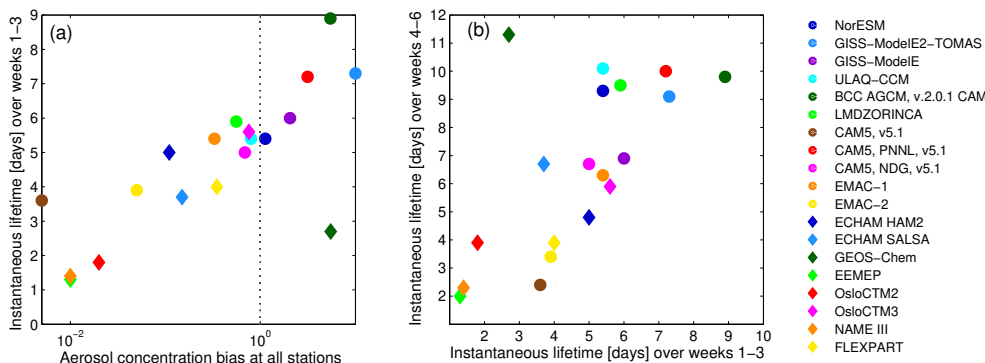 (a)
Instantaneous lifetime [days] over weeks 1−3
9
8
7
6
5
4
3
2
1
0
10−2
100
Aerosol concentration bias at all stations
(b)
Instantaneous lifetime [days] over weeks 4−6
12
11
10
9
8
7
6
5
4
3
2
2 3 4 5 6 7 8 9 10
Instantaneous lifetime [days] over weeks 1−3
NorESM
GISS−ModelE2−TOMAS
GISS−ModelE
ULAQ−CCM
BCC AGCM, v.2.0.1 CAM
LMDZORINCA
CAM5, v5.1
CAM5, PNNL, v5.1
CAM5, NDG, v5.1
EMAC−1
EMAC−2
ECHAM HAM2
ECHAM SALSA
GEOS−Chem
EEMEP
OsloCTM2
OsloCTM3
NAME III
FLEXPART